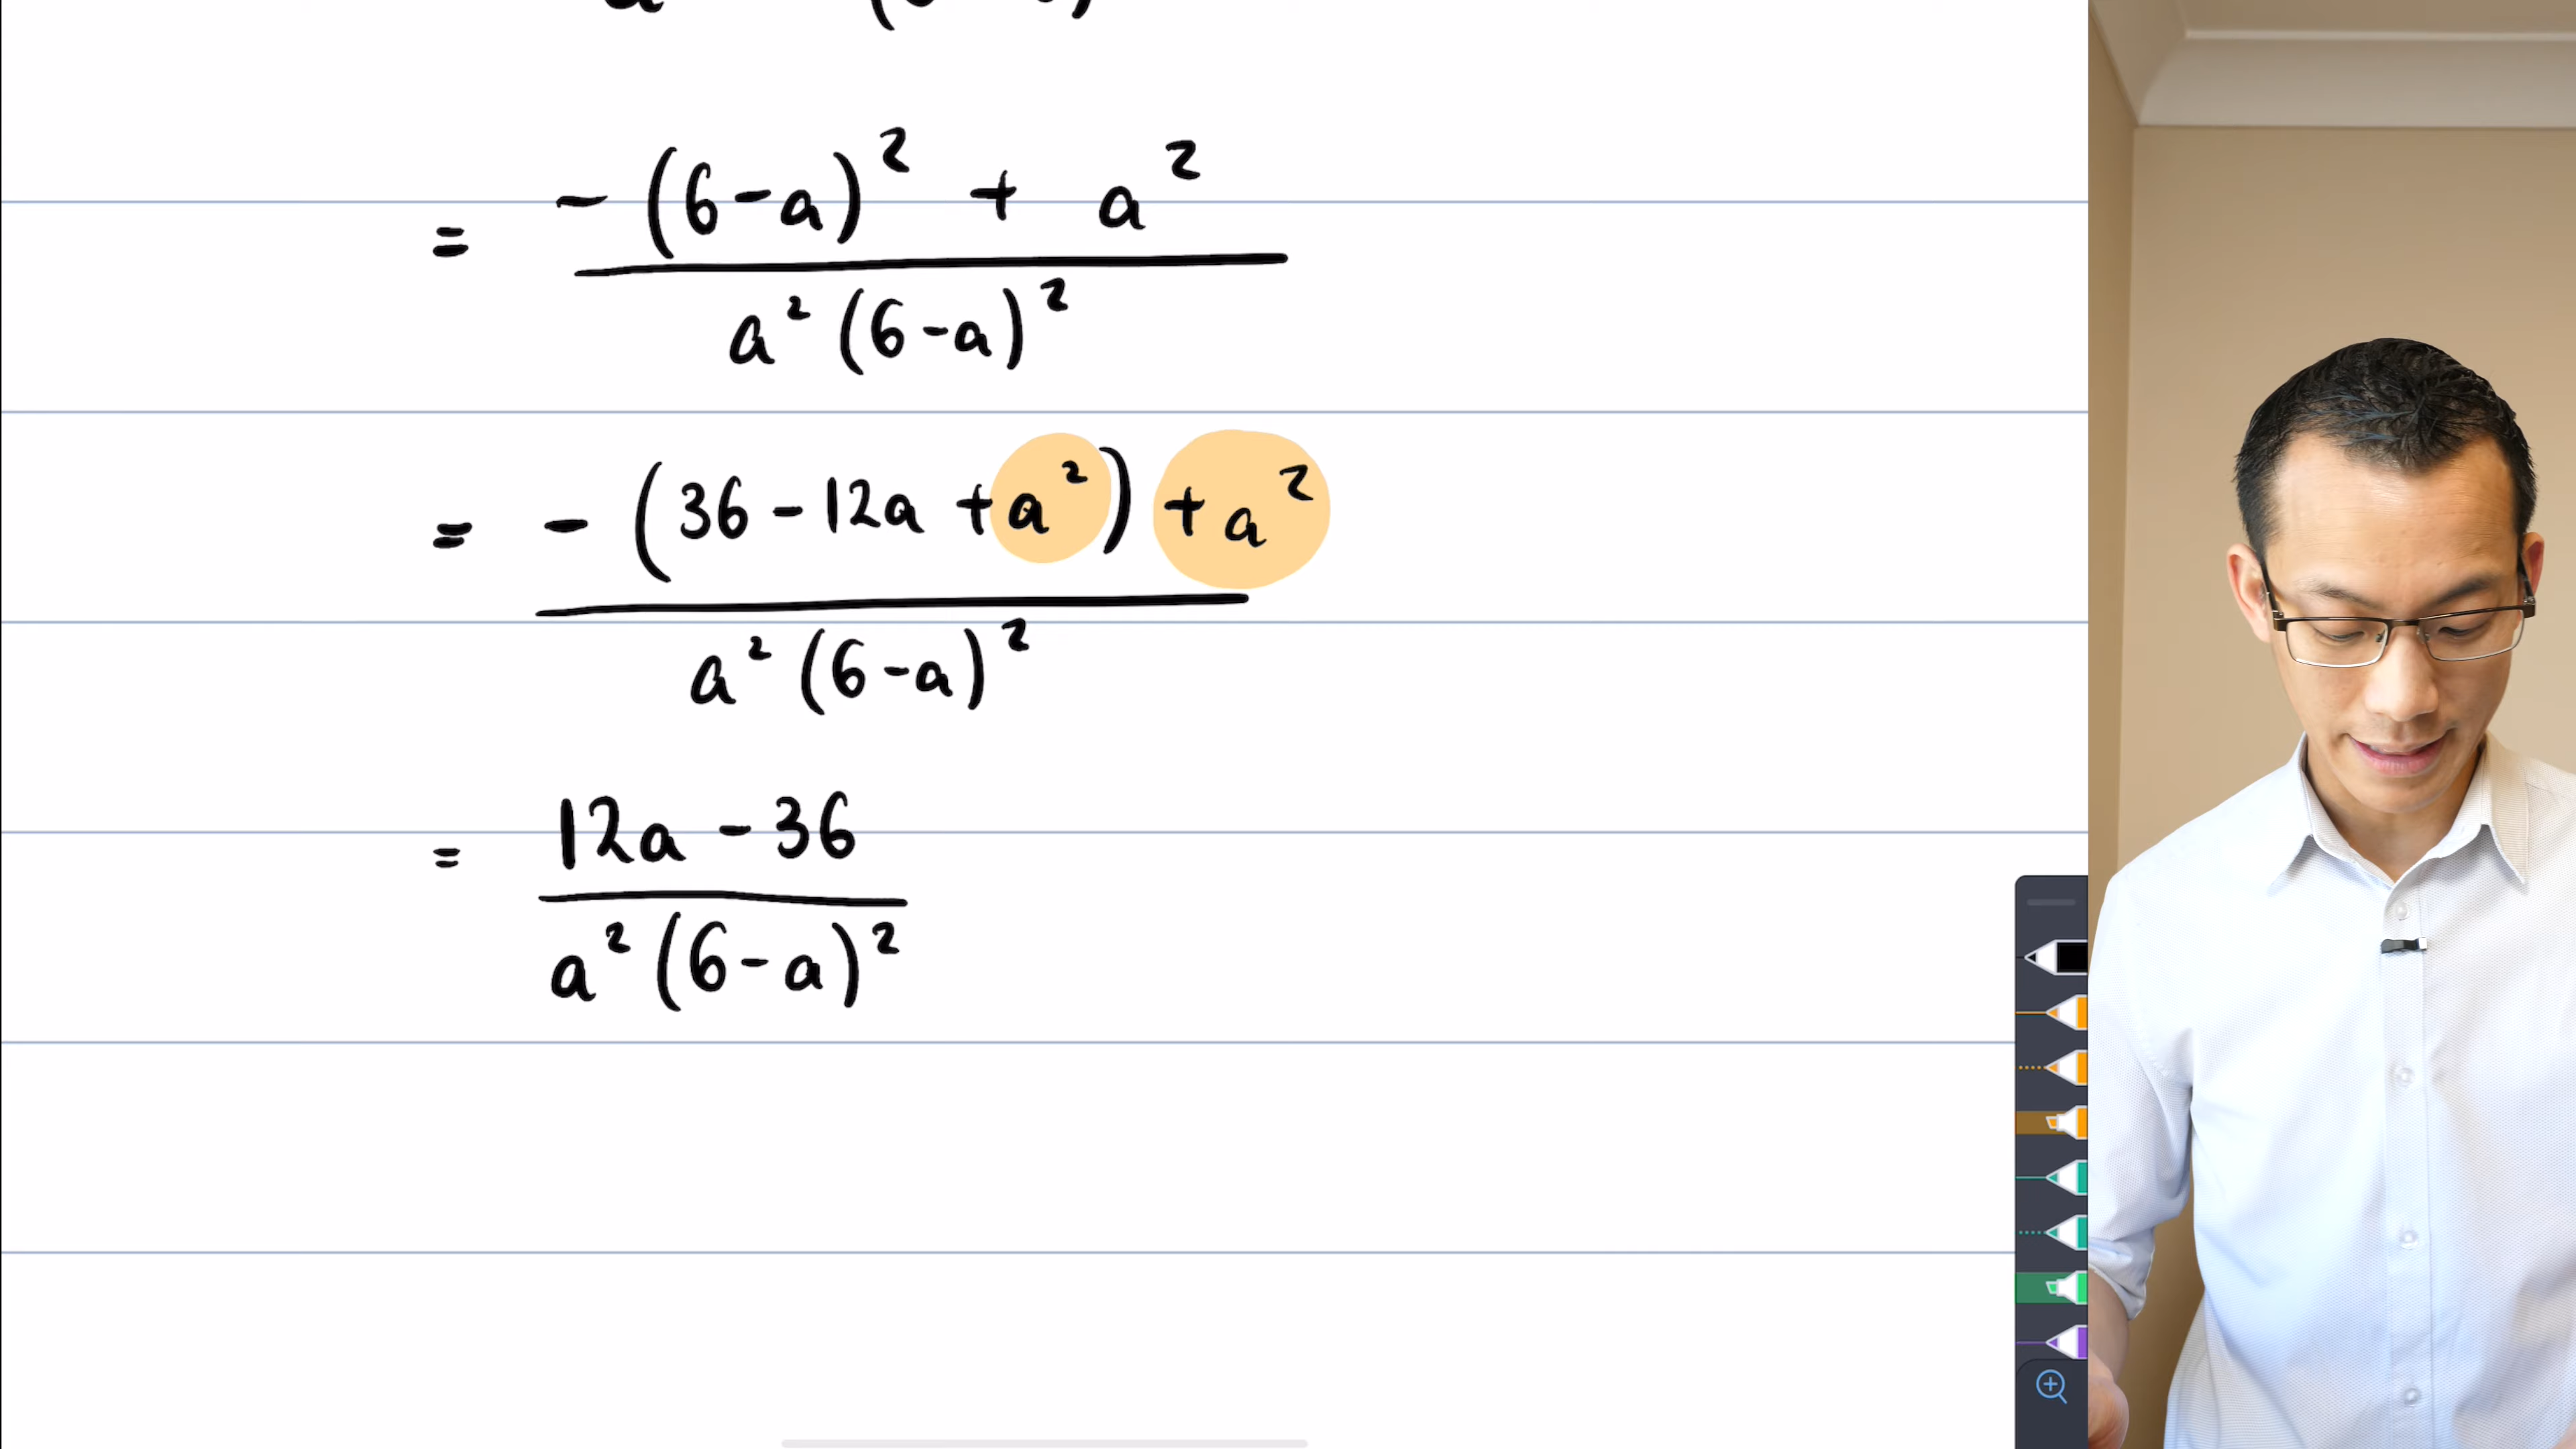 = -(6-a)² + a²
a²(6-a)²
= -(36-12a+a²)+a²
a²(6-a)²
= 12a-36
a²(6-a)²